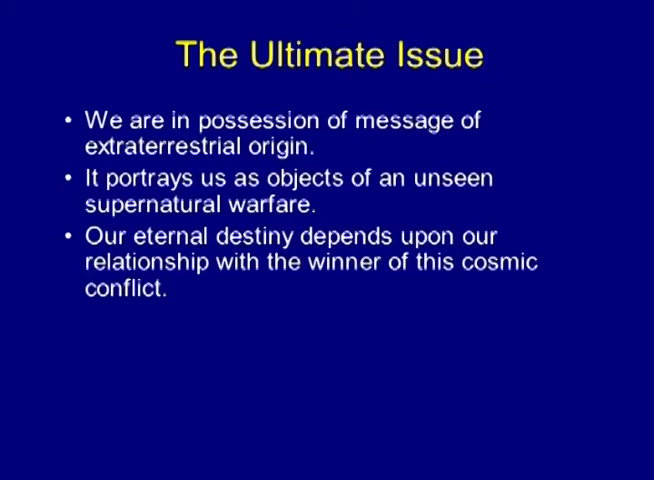 The Ultimate Issue
• We are in possession of message of
extraterrestrial origin.
• It portrays us as objects of an unseen
supernatural warfare.
• Our eternal destiny depends upon our
relationship with the winner of this cosmic
conflict.